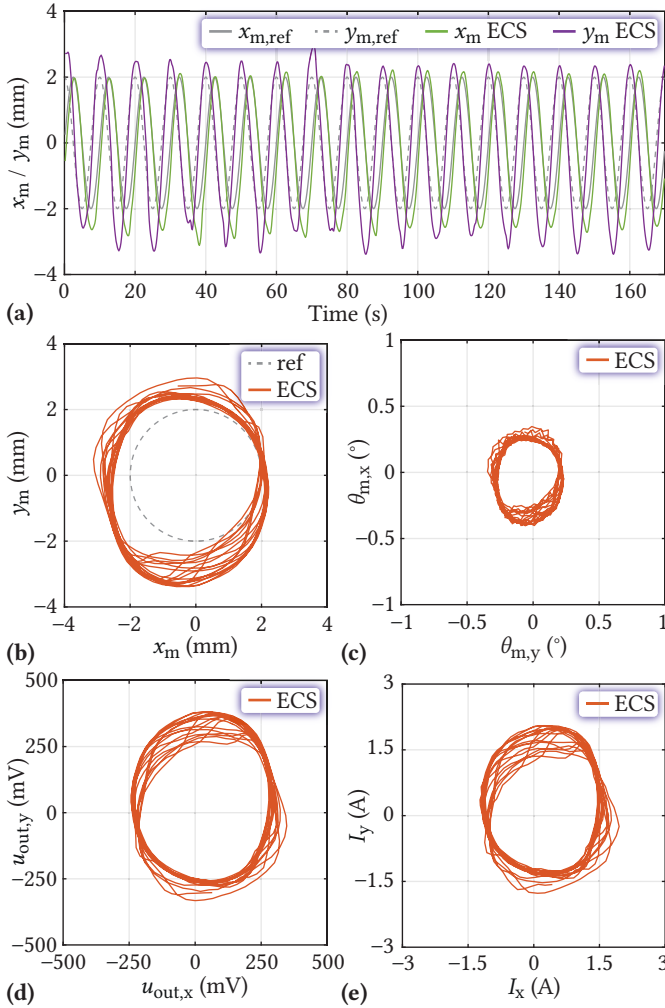 x_m,ref y_m,ref x_m ECS y_m ECS
4
2
0
−2
−4
x_m / y_m (mm)
0 20 40 60 80 100 120 140 160
Time (s)
(a)
ref
ECS
4
2
0
−2
−4
y_m (mm)
−4 −2 0 2 4
x_m (mm)
(b)
ECS
1
0.5
0
−0.5
−1
θ_m,x (°)
−1 −0.5 0 0.5 1
θ_m,y (°)
(c)
ECS
500
250
0
−250
−500
u_out,y (mV)
−500 −250 0 250 500
u_out,x (mV)
(d)
ECS
3
1.5
0
−1.5
−3
I_y (A)
−3 −1.5 0 1.5 3
I_x (A)
(e)